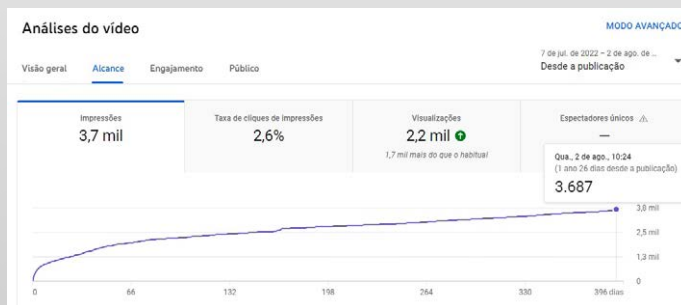 Análises do vídeo
MODO AVANÇADO
7 de jul. de 2022 – 2 de ago. de ...
Desde a publicação
Visão geral Alcance Engajamento Público
Impressões
3,7 mil
Taxa de cliques de impressões
2,6%
Visualizações
2,2 mil
1,7 mil mais do que o habitual
Espectadores únicos
—
Qua., 2 de ago., 10:24
(1 ano 26 dias desde a publicação)
3.687
3,8 mil
2,5 mil
1,3 mil
0
0 66 132 198 264 330 396 dias